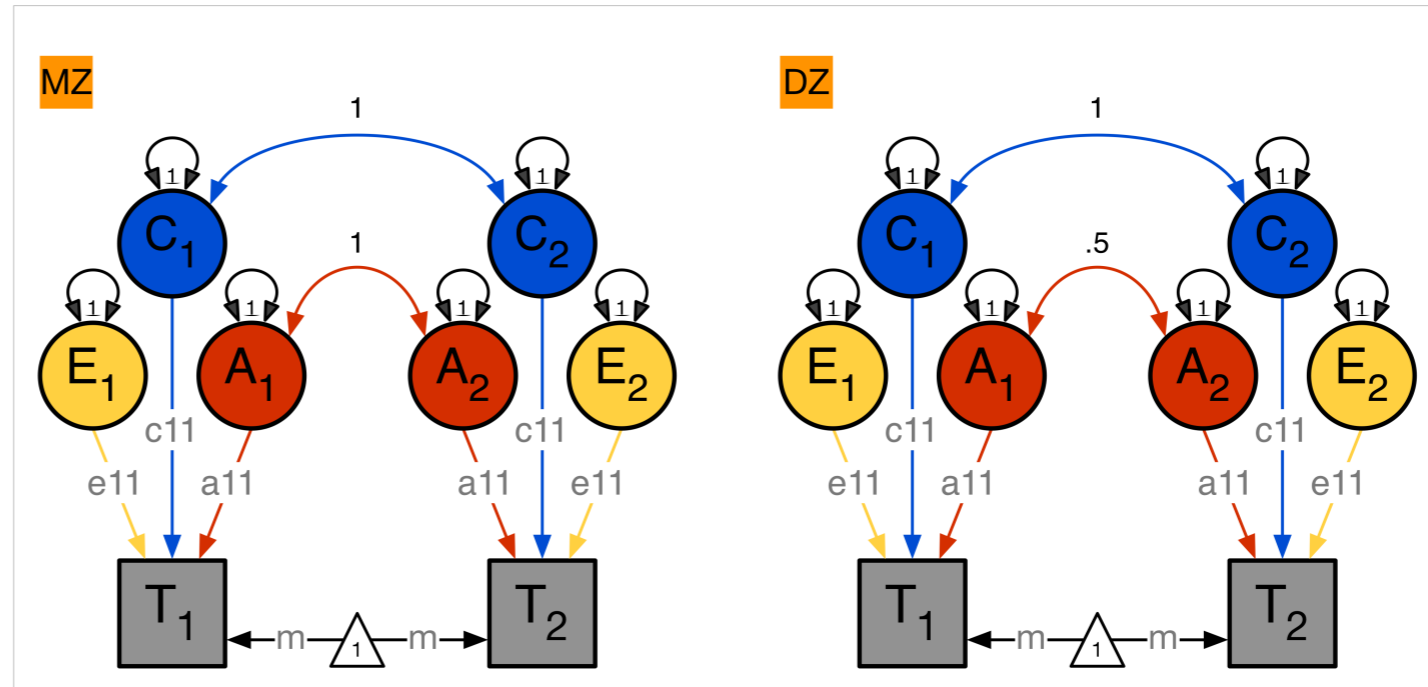 MZ DZ
1 1
1 1 1 1
C1 C2 C1 C2
1 .5
1 1 1 1 1 1 1 1
E1 A1 A2 E2 E1 A1 A2 E2
c11 c11 c11 c11
e11 a11 a11 e11 e11 a11 a11 e11
T1 T2 T1 T2
m m m m
1 1